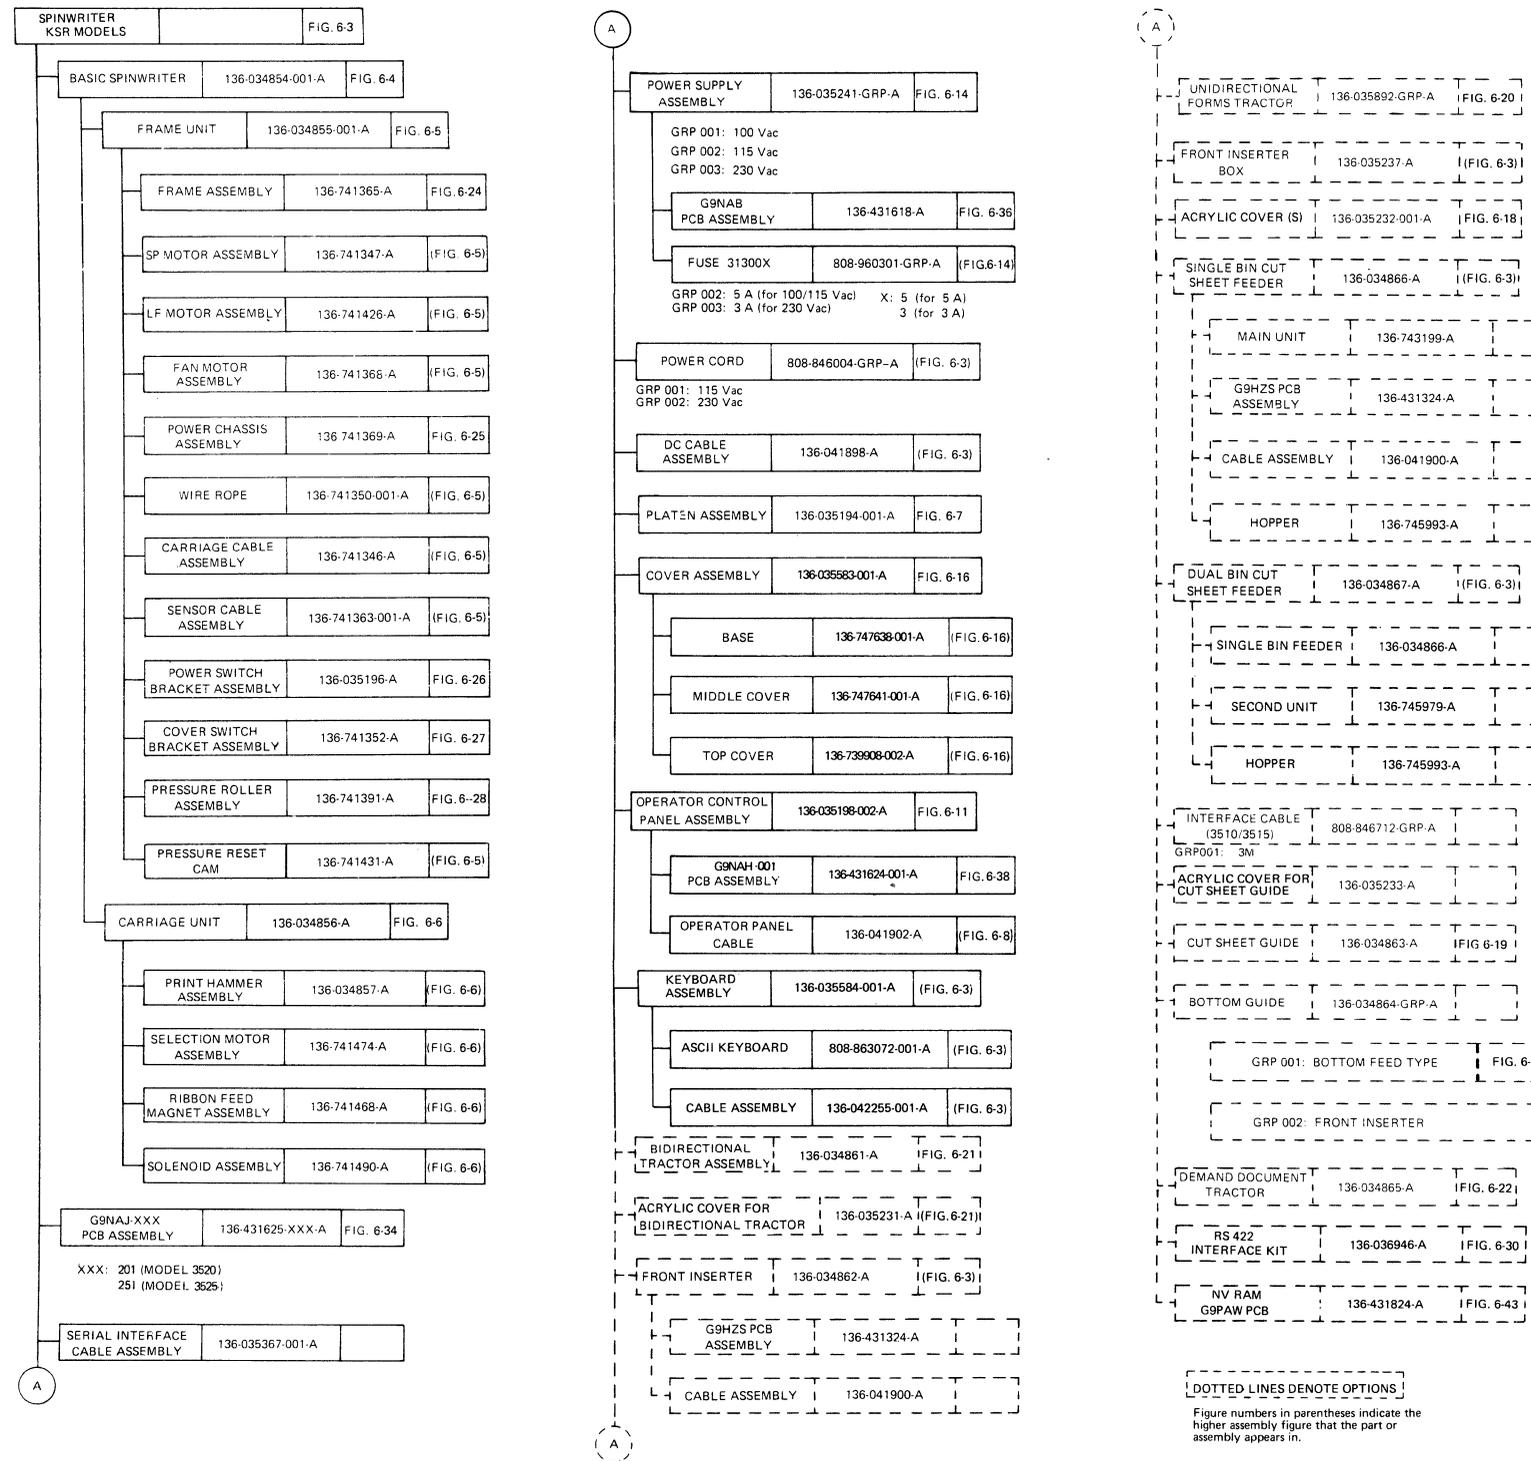 SPINWRITER
KSR MODELS
FIG. 6-3
BASIC SPINWRITER 136-034854-001-A FIG. 6-4
FRAME UNIT 136-034855-001-A FIG. 6-5
FRAME ASSEMBLY 136-741365-A FIG.6-24
SP MOTOR ASSEMBLY 136-741347-A (FIG. 6-5)
LF MOTOR ASSEMBLY 136-741426-A (FIG. 6-5)
FAN MOTOR
ASSEMBLY
136-741368-A (FIG. 6-5)
POWER CHASSIS
ASSEMBLY
136 741369-A FIG. 6-25
WIRE ROPE 136-741350-001-A (FIG. 6-5)
CARRIAGE CABLE
ASSEMBLY
136-741346-A (FIG. 6-5)
SENSOR CABLE
ASSEMBLY
136-741363-001-A (FIG. 6-5)
POWER SWITCH
BRACKET ASSEMBLY
136-035196-A FIG. 6-26
COVER SWITCH
BRACKET ASSEMBLY
136-741352-A FIG. 6-27
PRESSURE ROLLER
ASSEMBLY
136-741391-A FIG. 6--28
PRESSURE RESET
CAM
136-741431-A (FIG. 6-5)
CARRIAGE UNIT 136-034856-A FIG. 6-6
PRINT HAMMER
ASSEMBLY
136-034857-A (FIG. 6-6)
SELECTION MOTOR
ASSEMBLY
136-741474-A (FIG. 6-6)
RIBBON FEED
MAGNET ASSEMBLY
136-741468-A (FIG. 6-6)
SOLENOID ASSEMBLY 136-741490-A (FIG. 6-6)
G9NAJ-XXX
PCB ASSEMBLY
136-431625-XXX-A FIG. 6-34
XXX: 201 (MODEL 3520)
251 (MODEL 3525)
SERIAL INTERFACE
CABLE ASSEMBLY
136-035367-001-A
A
A
POWER SUPPLY
ASSEMBLY
136-035241-GRP-A FIG. 6-14
GRP 001: 100 Vac
GRP 002: 115 Vac
GRP 003: 230 Vac
G9NAB
PCB ASSEMBLY
136-431618-A FIG. 6-36
FUSE 31300X 808-960301-GRP-A (FIG.6-14)
GRP 002: 5 A (for 100/115 Vac) X: 5 (for 5 A)
GRP 003: 3 A (for 230 Vac) 3 (for 3 A)
POWER CORD 808-846004-GRP-A (FIG. 6-3)
GRP 001: 115 Vac
GRP 002: 230 Vac
DC CABLE
ASSEMBLY
136-041898-A (FIG. 6-3)
PLATEN ASSEMBLY 136-035194-001-A FIG. 6-7
COVER ASSEMBLY 136-035583-001-A FIG. 6-16
BASE 136-747638-001-A (FIG. 6-16)
MIDDLE COVER 136-747641-001-A (FIG. 6-16)
TOP COVER 136-739908-002-A (FIG. 6-16)
OPERATOR CONTROL
PANEL ASSEMBLY
136-035198-002-A FIG. 6-11
G9NAH-001
PCB ASSEMBLY
136-431624-001-A FIG. 6-38
OPERATOR PANEL
CABLE
136-041902-A (FIG. 6-8)
KEYBOARD
ASSEMBLY
136-035584-001-A (FIG. 6-3)
ASCII KEYBOARD 808-863072-001-A (FIG. 6-3)
CABLE ASSEMBLY 136-042255-001-A (FIG. 6-3)
BIDIRECTIONAL
TRACTOR ASSEMBLY
136-034861-A FIG. 6-21
ACRYLIC COVER FOR
BIDIRECTIONAL TRACTOR
136-035231-A (FIG.6-21)
FRONT INSERTER 136-034862-A (FIG. 6-3)
G9HZS PCB
ASSEMBLY
136-431324-A
CABLE ASSEMBLY 136-041900-A
A
A
UNIDIRECTIONAL
FORMS TRACTOR
136-035892-GRP-A FIG. 6-20
FRONT INSERTER
BOX
136-035237-A (FIG. 6-3)
ACRYLIC COVER (S) 136-035232-001-A FIG. 6-18
SINGLE BIN CUT
SHEET FEEDER
136-034866-A (FIG. 6-3)
MAIN UNIT 136-743199-A
G9HZS PCB
ASSEMBLY
136-431324-A
CABLE ASSEMBLY 136-041900-A
HOPPER 136-745993-A
DUAL BIN CUT
SHEET FEEDER
136-034867-A (FIG. 6-3)
SINGLE BIN FEEDER 136-034866-A
SECOND UNIT 136-745979-A
HOPPER 136-745993-A
INTERFACE CABLE
(3510/3515)
808-846712-GRP-A
GRP001: 3M
ACRYLIC COVER FOR
CUT SHEET GUIDE
136-035233-A
CUT SHEET GUIDE 136-034863-A FIG 6-19
BOTTOM GUIDE 136-034864-GRP-A
GRP 001: BOTTOM FEED TYPE FIG. 6-
GRP 002: FRONT INSERTER
DEMAND DOCUMENT
TRACTOR
136-034865-A FIG. 6-22
RS 422
INTERFACE KIT
136-036946-A FIG. 6-30
NV RAM
G9PAW PCB
136-431824-A FIG. 6-43
DOTTED LINES DENOTE OPTIONS
Figure numbers in parentheses indicate the
higher assembly figure that the part or
assembly appears in.